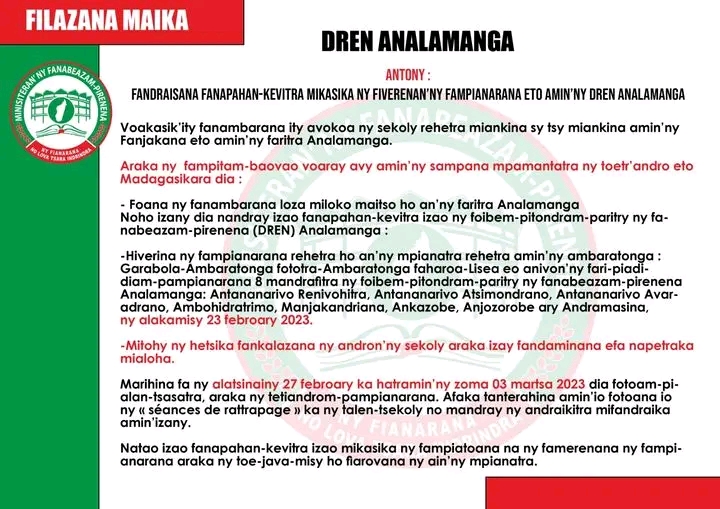 FILAZANA MAIKA
DREN ANALAMANGA
MINISITERAN'NY FANABEAZAM-PIRENENA
NY FIANARANA
NO LOVA TSARA INDRINDRA
ANTONY :
FANDRAISANA FANAPAHAN-KEVITRA MIKASIKA NY FIVERENAN'NY FAMPIANARANA ETO AMIN'NY DREN ANALAMANGA
Voakasik'ity fanambarana ity avokoa ny sekoly rehetra miankina sy tsy miankina amin'ny
Fanjakana eto amin'ny faritra Analamanga.
Araka ny fampitam-baovao voaray avy amin'ny sampana mpamantatra ny toetr'andro eto
Madagasikara dia :
- Foana ny fanambarana loza miloko maitso ho an'ny faritra Analamanga
Noho izany dia nandray izao fanapahan-kevitra izao ny foibem-pitondram-paritry ny fa-
nabeazam-pirenena (DREN) Analamanga :
-Hiverina ny fampianarana rehetra ho an'ny mpianatra rehetra amin'ny ambaratonga :
Garabola-Ambaratonga fototra-Ambaratonga faharoa-Lisea eo anivon'ny fari-piadi-
diam-pampianarana 8 mandrafitra ny foibem-pitondram-paritry ny fanabeazam-pirenena
Analamanga: Antananarivo Renivohitra, Antananarivo Atsimondrano, Antananarivo Avar-
adrano, Ambohidratrimo, Manjakandriana, Ankazobe, Anjozorobe ary Andramasina,
ny alakamisy 23 febroary 2023.
-Mitohy ny hetsika fankalazana ny andron'ny sekoly araka izay fandaminana efa napetraka
mialoha.
Marihina fa ny alatsinainy 27 febroary ka hatramin'ny zoma 03 martsa 2023 dia fotoam-pi-
alan-tsasatra, araka ny tetiandrom-pampianarana. Afaka tanterahina amin'io fotoana io
ny « séances de rattrapage » ka ny talen-tsekoly no mandray ny andraikitra mifandraika
amin'izany.
Natao izao fanapahan-kevitra izao mikasika ny fampiatoana na ny famerenana ny fampi-
anarana araka ny toe-java-misy ho fiarovana ny ain'ny mpianatra.